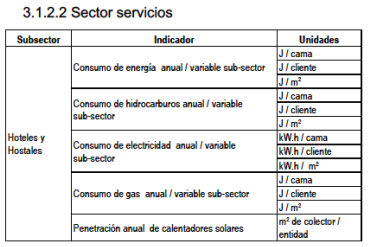 3.1.2.2 Sector servicios
Subsector Indicador Unidades
Hoteles y
Hostales
Consumo de energía anual / variable sub-sector
J / cama
J / cliente
J / m²
Consumo de hidrocarburos anual / variable
sub-sector
J / cama
J / cliente
J / m²
Consumo de electricidad anual / variable
sub-sector
kW.h / cama
kW.h / cliente
kW.h / m²
Consumo de gas anual / variable sub-sector
J / cama
J / cliente
J / m²
Penetración anual de calentadores solares
m² de colector /
entidad